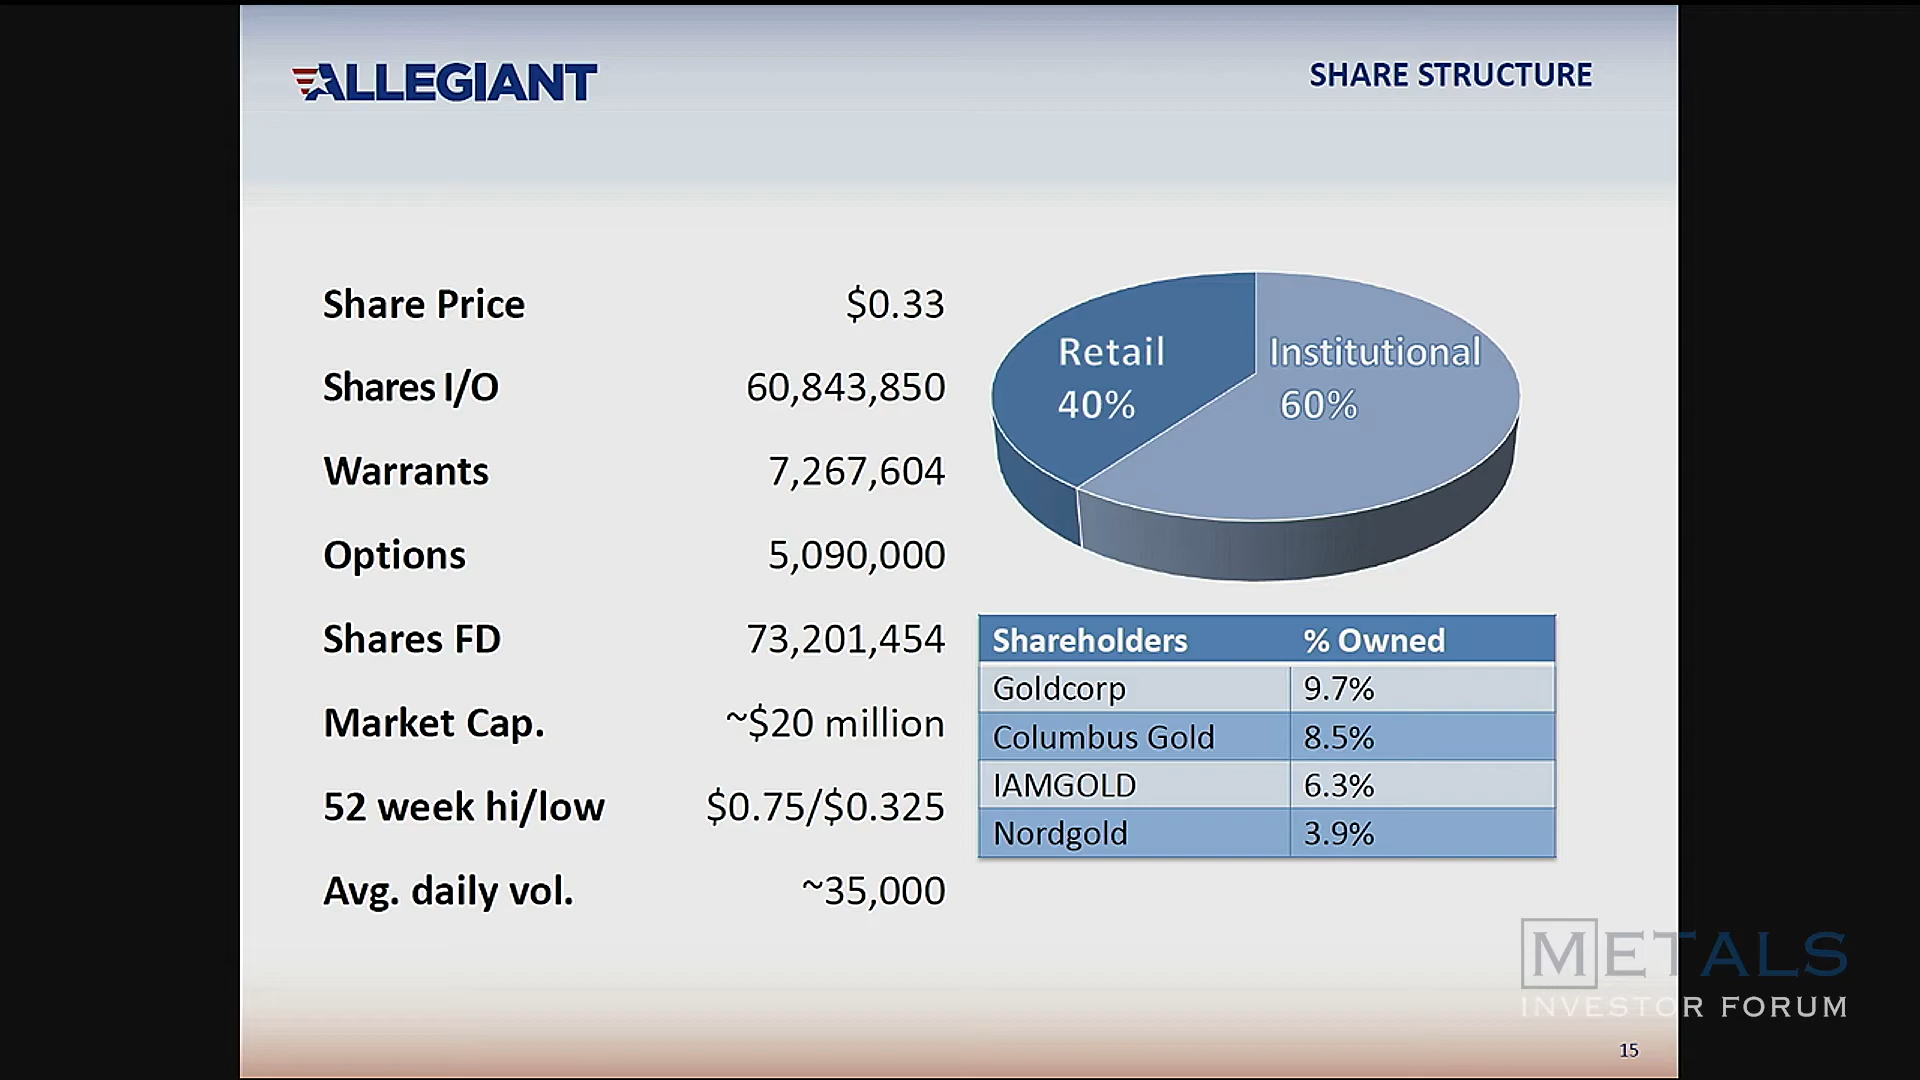 ALLEGIANT
SHARE STRUCTURE
Share Price $0.33
Shares I/O 60,843,850
Warrants 7,267,604
Options 5,090,000
Shares FD 73,201,454
Market Cap. ~$20 million
52 week hi/low $0.75/$0.325
Avg. daily vol. ~35,000
Retail
40%
Institutional
60%
Shareholders % Owned
Goldcorp 9.7%
Columbus Gold 8.5%
IAMGOLD 6.3%
Nordgold 3.9%
METALS
INVESTOR FORUM
15